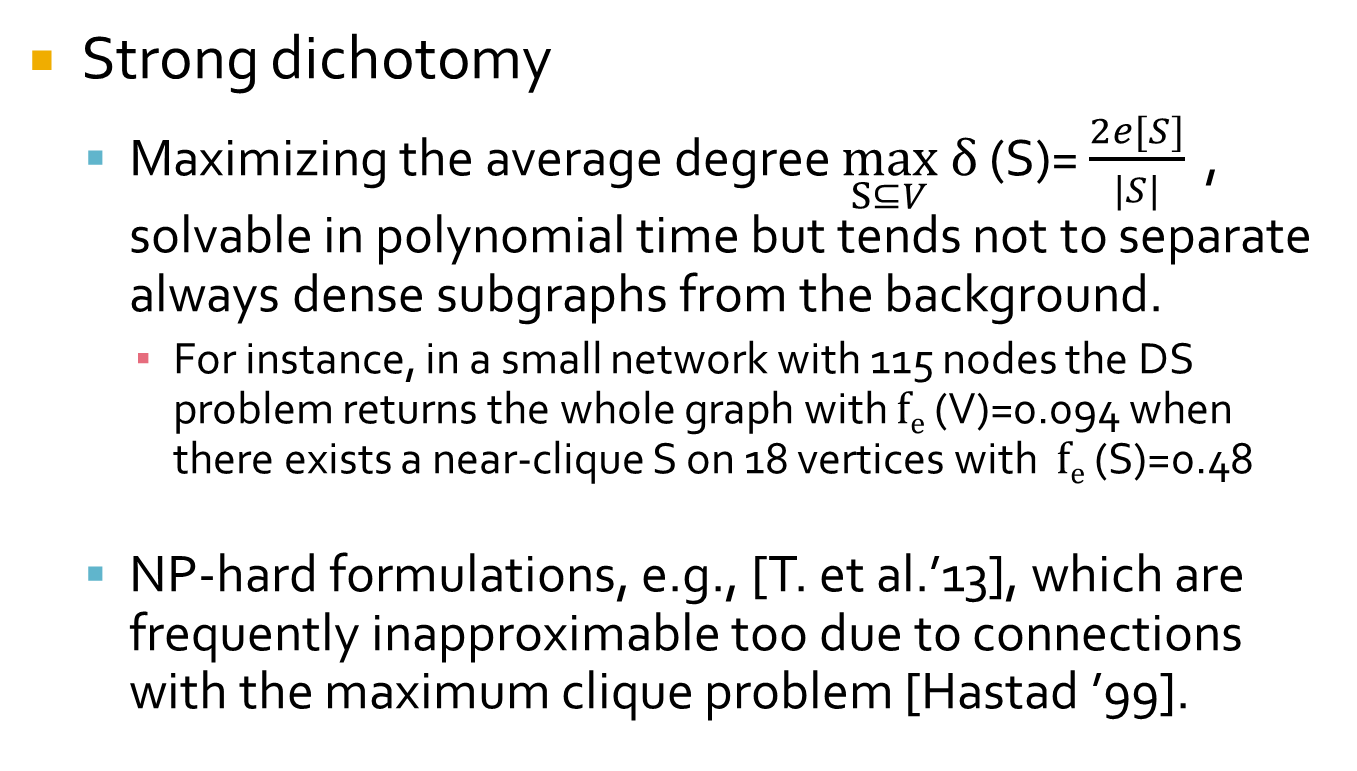 Strong dichotomy
Maximizing the average degree max S⊆V δ (S)= 2e[S] / |S| ,
solvable in polynomial time but tends not to separate
always dense subgraphs from the background.
For instance, in a small network with 115 nodes the DS
problem returns the whole graph with fe (V)=0.094 when
there exists a near-clique S on 18 vertices with fe (S)=0.48
NP-hard formulations, e.g., [T. et al.’13], which are
frequently inapproximable too due to connections
with the maximum clique problem [Hastad ’99].